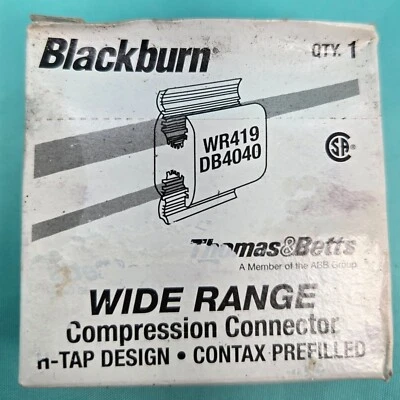 Blackburn®
QTY. 1
WR419
DB4040
SA®
Thomas&Betts
A Member of the ABB Group
WIDE RANGE
Compression Connector
H-TAP DESIGN • CONTAX PREFILLED